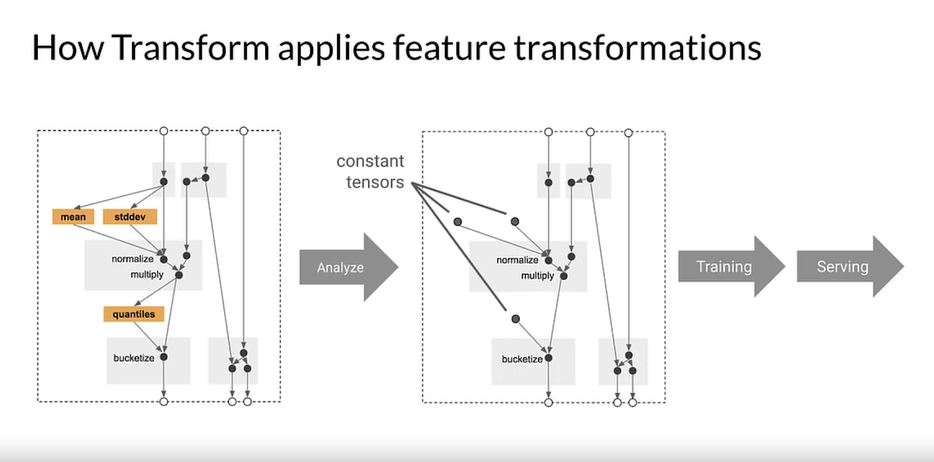 How Transform applies feature transformations
mean
stddev
normalize
multiply
quantiles
bucketize
Analyze
constant
tensors
normalize
multiply
bucketize
Training
Serving